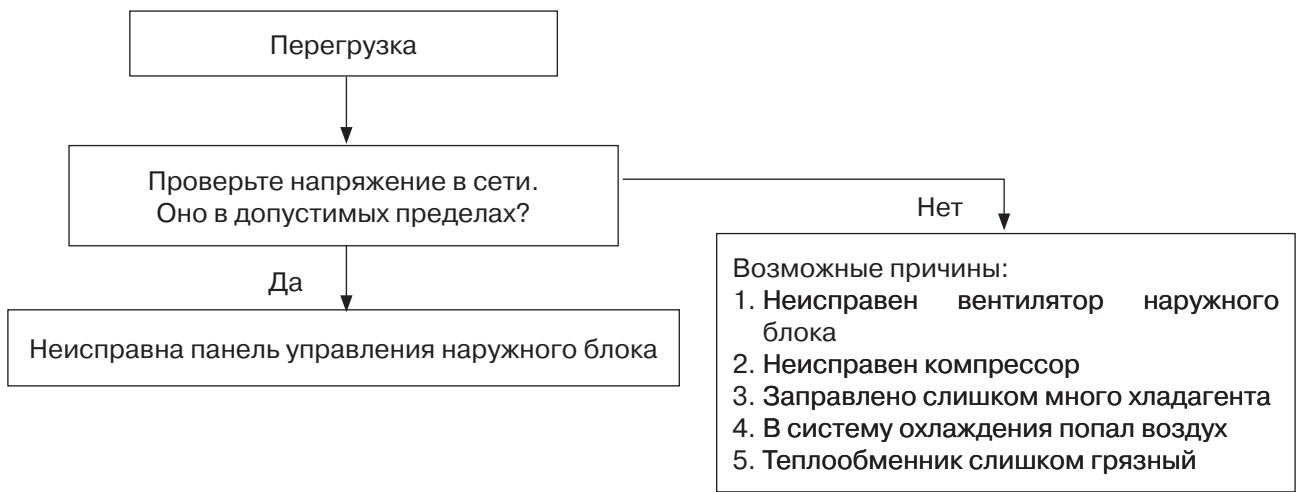 Перегрузка
Проверьте напряжение в сети.
Оно в допустимых пределах?
Нет
Да
Неисправна панель управления наружного блока
Возможные причины:
1. Неисправен вентилятор наружного
блока
2. Неисправен компрессор
3. Заправлено слишком много хладагента
4. В систему охлаждения попал воздух
5. Теплообменник слишком грязный